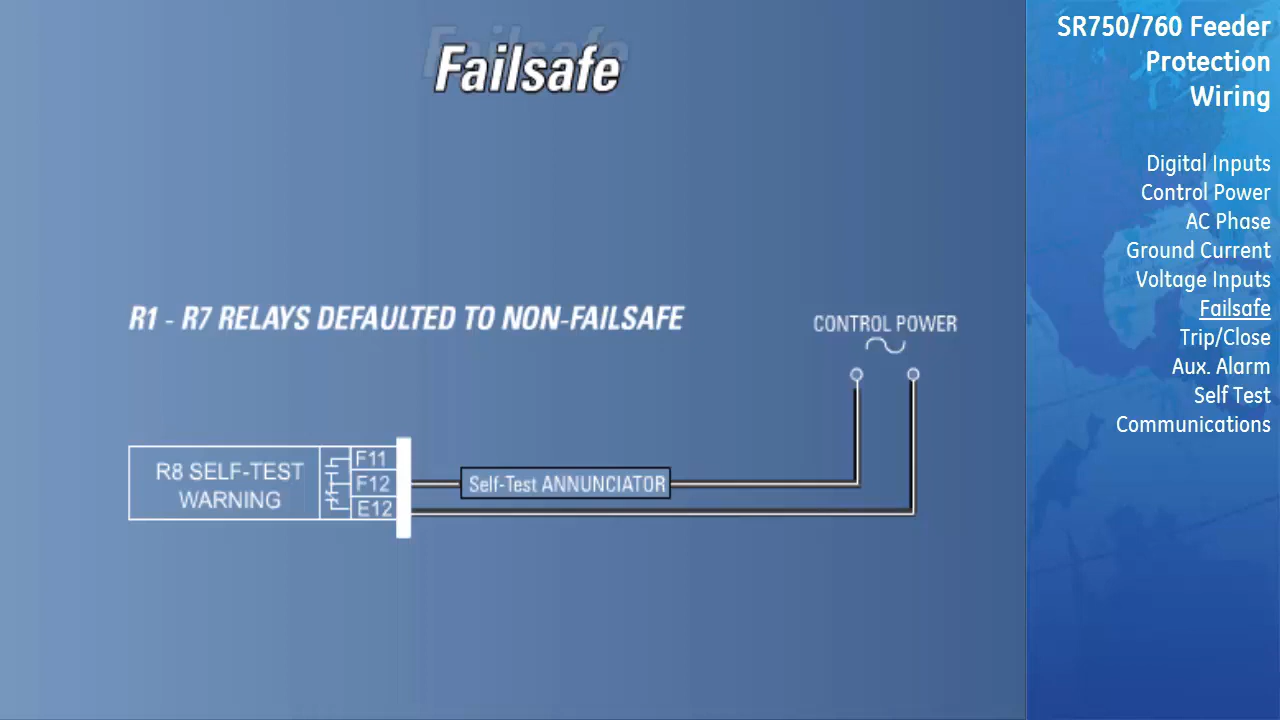 Failsafe
R1 - R7 RELAYS DEFAULTED TO NON-FAILSAFE
CONTROL POWER
R8 SELF-TEST
WARNING
F11
F12
E12
Self-Test ANNUNCIATOR
SR750/760 Feeder
Protection
Wiring
Digital Inputs
Control Power
AC Phase
Ground Current
Voltage Inputs
Failsafe
Trip/Close
Aux. Alarm
Self Test
Communications